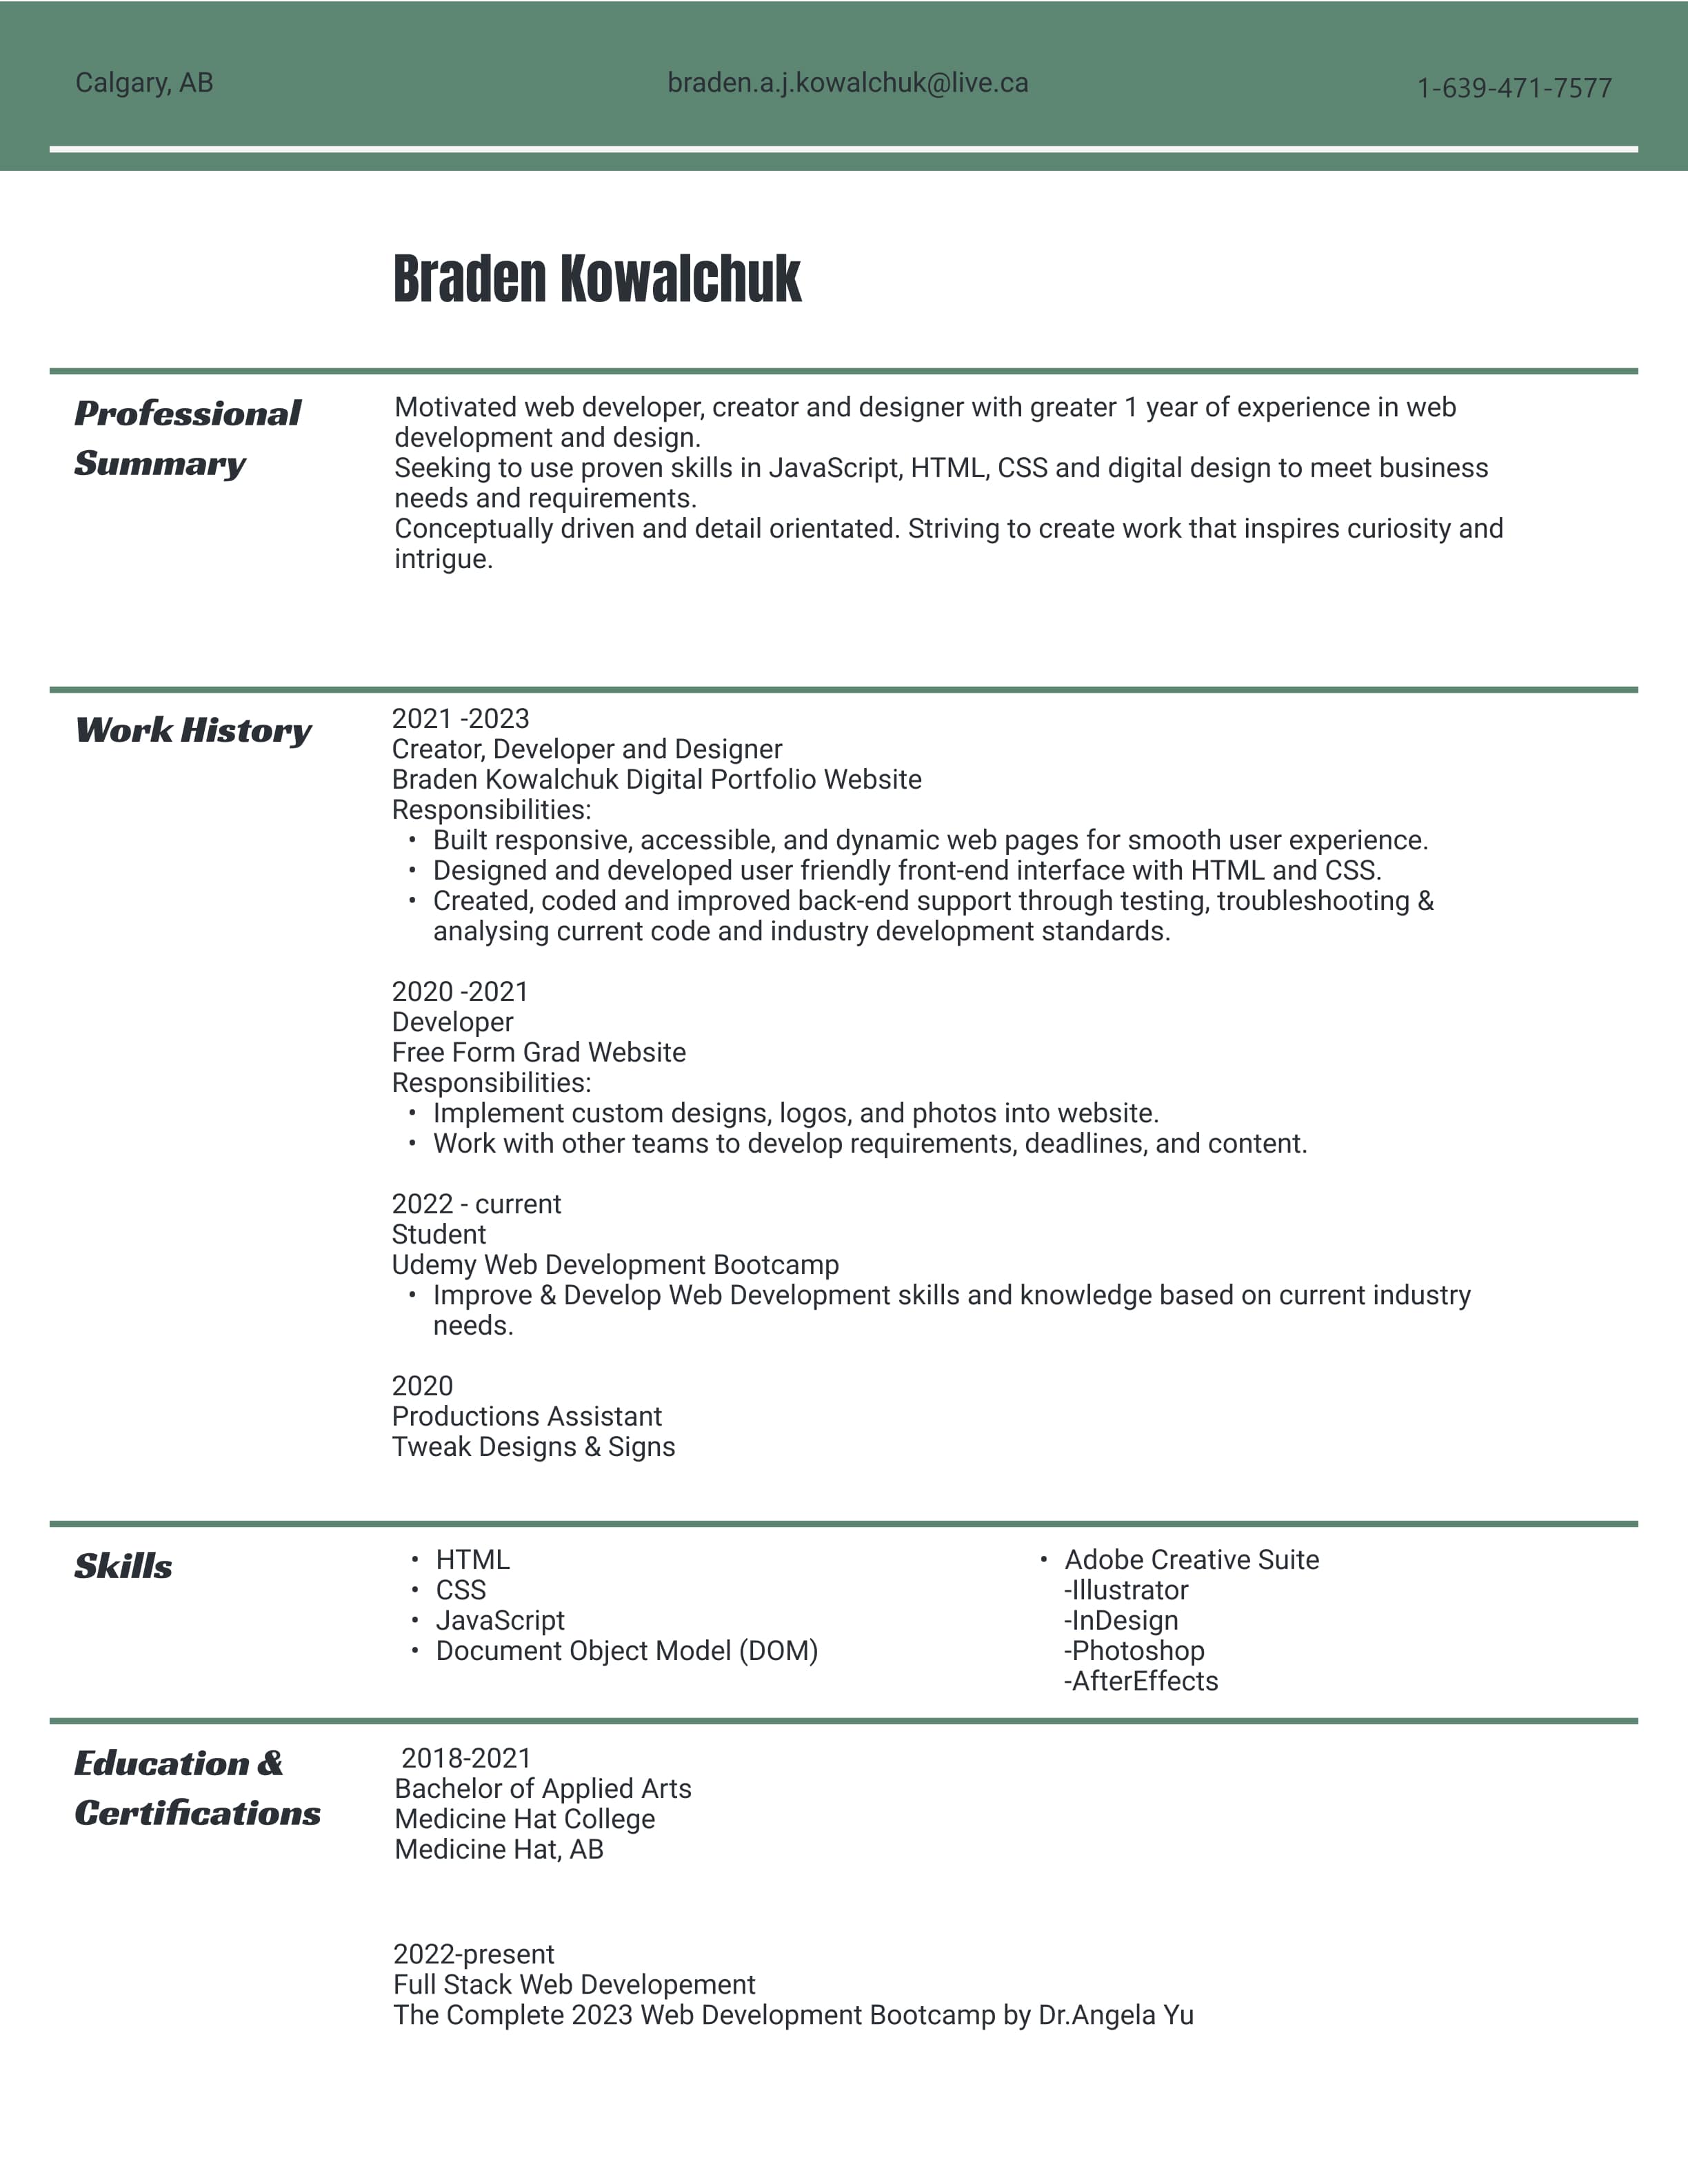 Calgary, AB
braden.a.j.kowalchuk@live.ca
1-639-471-7577
Braden Kowalchuk
Professional
Summary
Motivated web developer, creator and designer with greater 1 year of experience in web
development and design.
Seeking to use proven skills in JavaScript, HTML, CSS and digital design to meet business
needs and requirements.
Conceptually driven and detail orientated. Striving to create work that inspires curiosity and
intrigue.
Work History
2021 -2023
Creator, Developer and Designer
Braden Kowalchuk Digital Portfolio Website
Responsibilities:
• Built responsive, accessible, and dynamic web pages for smooth user experience.
• Designed and developed user friendly front-end interface with HTML and CSS.
• Created, coded and improved back-end support through testing, troubleshooting &
analysing current code and industry development standards.
2020 -2021
Developer
Free Form Grad Website
Responsibilities:
• Implement custom designs, logos, and photos into website.
• Work with other teams to develop requirements, deadlines, and content.
2022 - current
Student
Udemy Web Development Bootcamp
• Improve & Develop Web Development skills and knowledge based on current industry
needs.
2020
Productions Assistant
Tweak Designs & Signs
Skills
• HTML
• CSS
• JavaScript
• Document Object Model (DOM)
• Adobe Creative Suite
-Illustrator
-InDesign
-Photoshop
-AfterEffects
Education &
Certifications
2018-2021
Bachelor of Applied Arts
Medicine Hat College
Medicine Hat, AB
2022-present
Full Stack Web Developement
The Complete 2023 Web Development Bootcamp by Dr.Angela Yu